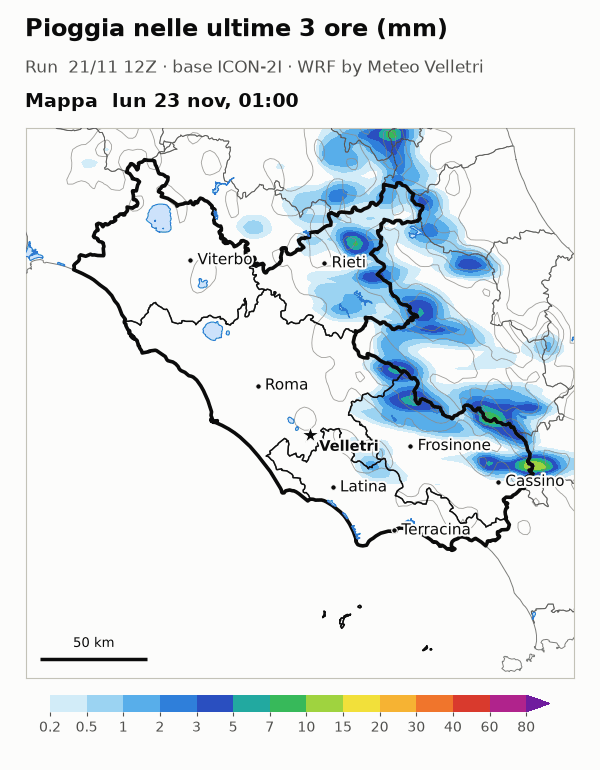 Pioggia nelle ultime 3 ore (mm)
Run  21/11 12Z · base ICON-2I · WRF by Meteo Velletri
Mappa  lun 23 nov, 01:00
Viterbo
Rieti
Roma
Velletri
Frosinone
Latina
Cassino
Terracina
50 km
0.2 0.5 1 2 3 5 7 10 15 20 30 40 60 80